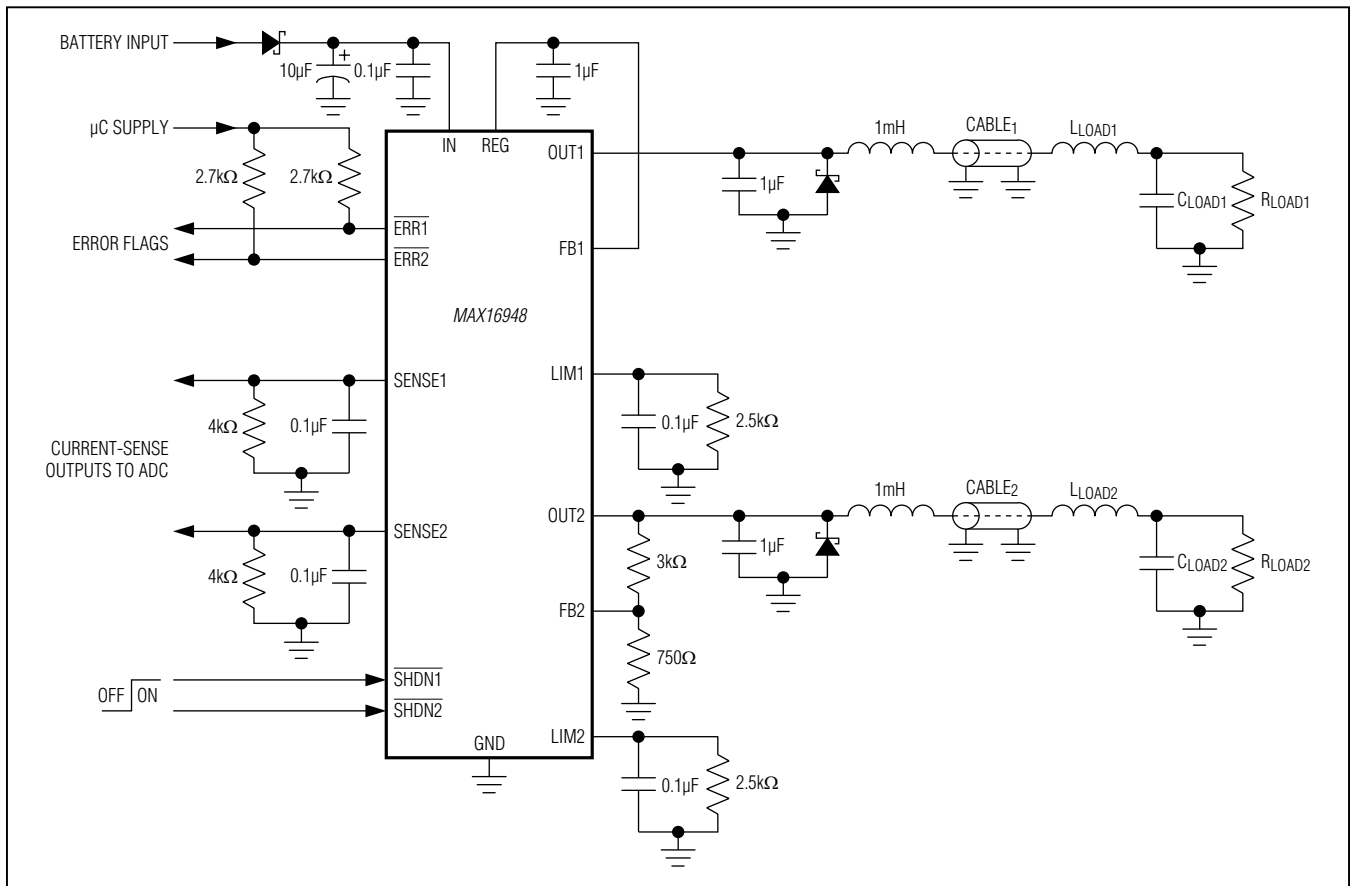 BATTERY INPUT
+
10µF
0.1µF
1µF
µC SUPPLY
IN
REG
OUT1
1mH
CABLE1
LLOAD1
2.7kΩ
2.7kΩ
1µF
CLOAD1
RLOAD1
ERR1
ERROR FLAGS
ERR2
FB1
MAX16948
SENSE1
LIM1
4kΩ
0.1µF
0.1µF
2.5kΩ
CURRENT-SENSE
OUTPUTS TO ADC
1mH
CABLE2
LLOAD2
SENSE2
OUT2
4kΩ
0.1µF
3kΩ
1µF
CLOAD2
RLOAD2
FB2
750Ω
OFF
ON
SHDN1
SHDN2
GND
LIM2
0.1µF
2.5kΩ